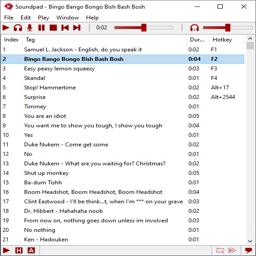 Soundpad - Bingo Bango Bongo Bish Bash Bosh
File Edit Play Window Help
0:02
Index Tag Dur... Hotkey
1 Samuel L. Jackson - English, do you speak it 0:02 F1
2 Bingo Bango Bongo Bish Bash Bosh 0:04 F2
3 Easy peasy lemon squeezy 0:03 F3
4 Skandal 0:01 F4
5 Stop! Hammertime 0:02 Alt+17
6 Surprise 0:02 Alt+2544
7 Timmey 0:01
8 You are an idiot 0:05
9 You want me to show you tough, I show you tough 0:04
10 Yes 0:01
11 Duke Nukem - Come get some 0:02
12 No 0:01
13 Duke Nukem - What are you waiting for? Christmas? 0:02
14 Shut up monkey 0:05
15 Ba-dum Tishh 0:01
16 Boom Headshot, Boom Headshot, Boom Headshot 0:04
17 Clint Eastwood - I'll be think...t, when I'm *** on your grave 0:03
18 Dr. Hibbert - Hahahaha noob 0:02
19 From now on, nothing goes down unless im involved 0:03
20 No nothing 0:01
21 Ken - Hadouken 0:01
H A